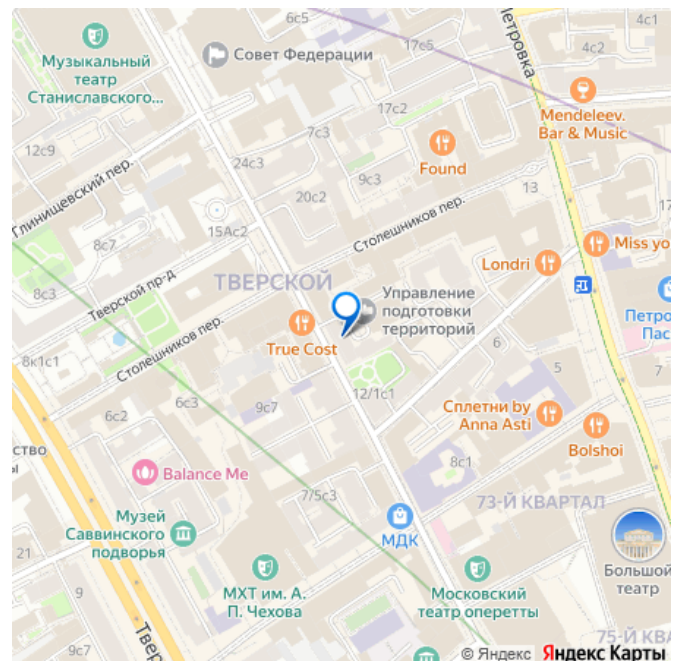 6с5
4с1
Музыкальный
театр
Станиславского...
Совет Федерации
17с5
Петровка
4с2
Mendeleev.
Bar & Music
17с2
7с3
12с9
24с3
Found
Глинищевский пер.
9с3
20с2
13
17
15Ас2
Столешников пер.
Miss yo
8с7
Londri
ТВЕРСКОЙ
8с3
Тверской пр-д
Управление
подготовки
территорий
Петро
Пас
True Cost
6
5
7
8к1с1
Столешников пер.
12/1с1
6с2
6с3
9с7
Сплетни by
Anna Asti
Bolshoi
ство
ы
Balance Me
8с1
7/5с3
73-Й КВАРТАЛ
МДК
Музей
Саввинского
подворья
21
Большой
театр
9
МХТ им. А.
П. Чехова
Московский
театр оперетты
75-Й КВА
Твер
© Яндекс Яндекс Карты